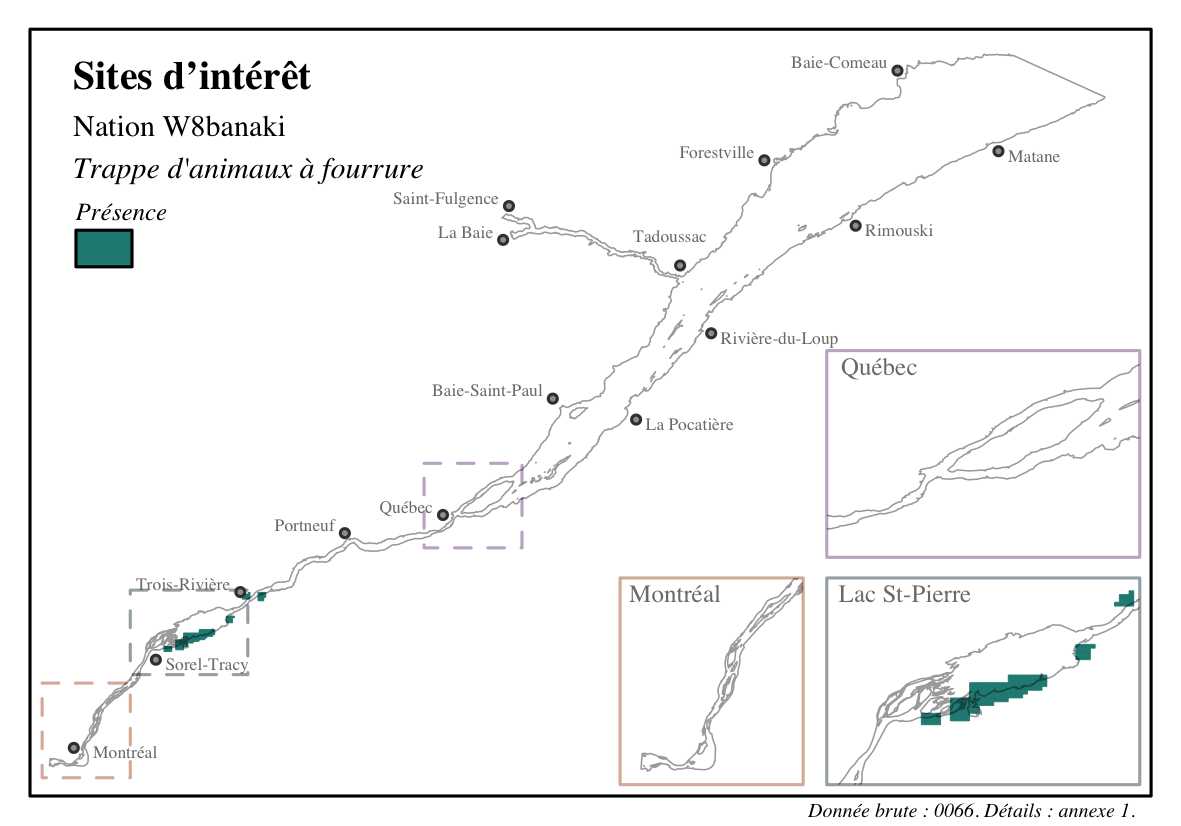 Sites d’intérêt
Nation W8banaki
Trappe d'animaux à fourrure
Présence
Baie-Comeau
Forestville
Matane
Saint-Fulgence
La Baie
Tadoussac
Rimouski
Rivière-du-Loup
Baie-Saint-Paul
La Pocatière
Québec
Portneuf
Trois-Rivière
Sorel-Tracy
Montréal
Québec
Montréal
Lac St-Pierre
Donnée brute : 0066. Détails : annexe 1.